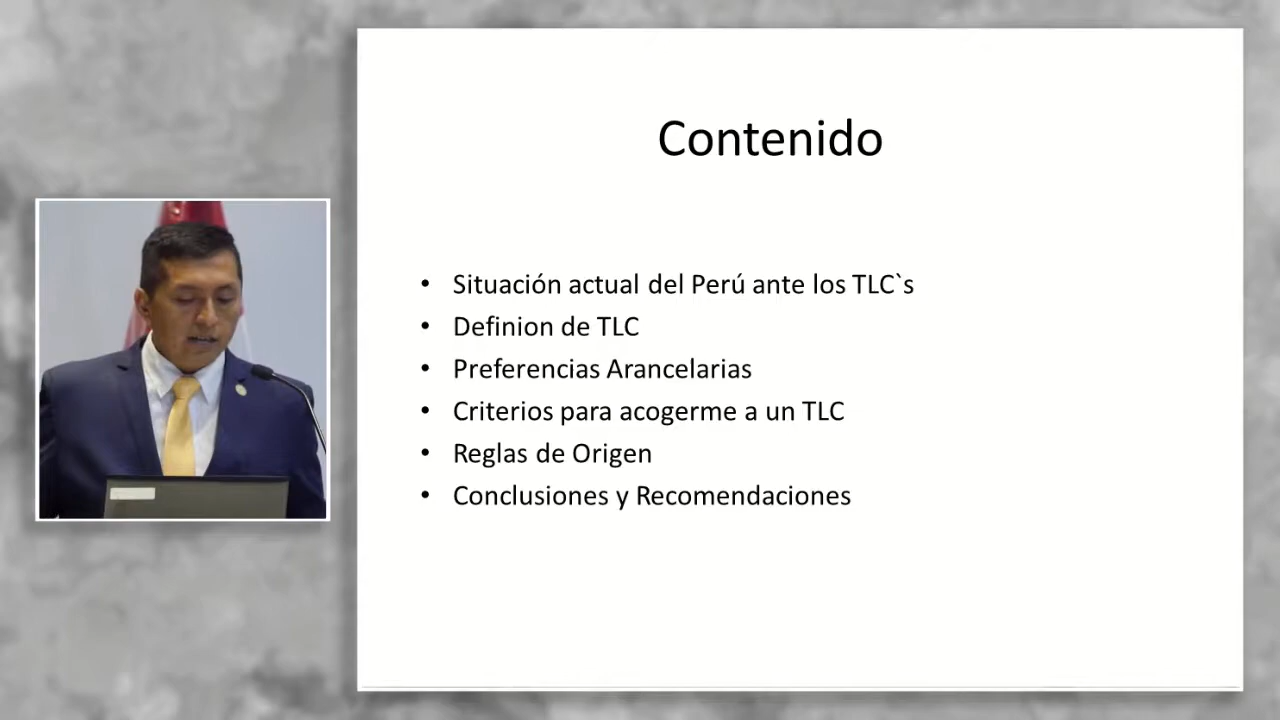 Contenido
• Situación actual del Perú ante los TLC`s
• Definion de TLC
• Preferencias Arancelarias
• Criterios para acogerme a un TLC
• Reglas de Origen
• Conclusiones y Recomendaciones